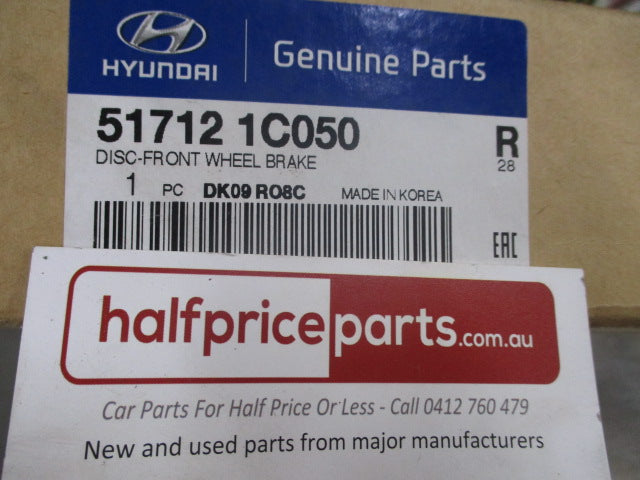 HYUNDAI
Genuine Parts
51712 1C050
R
28
DISC-FRONT WHEEL BRAKE
1 PC DK09 RO8C MADE IN KOREA
EAC
halfpriceparts.com.au
Car Parts For Half Price Or Less - Call 0412 760 479
New and used parts from major manufacturers